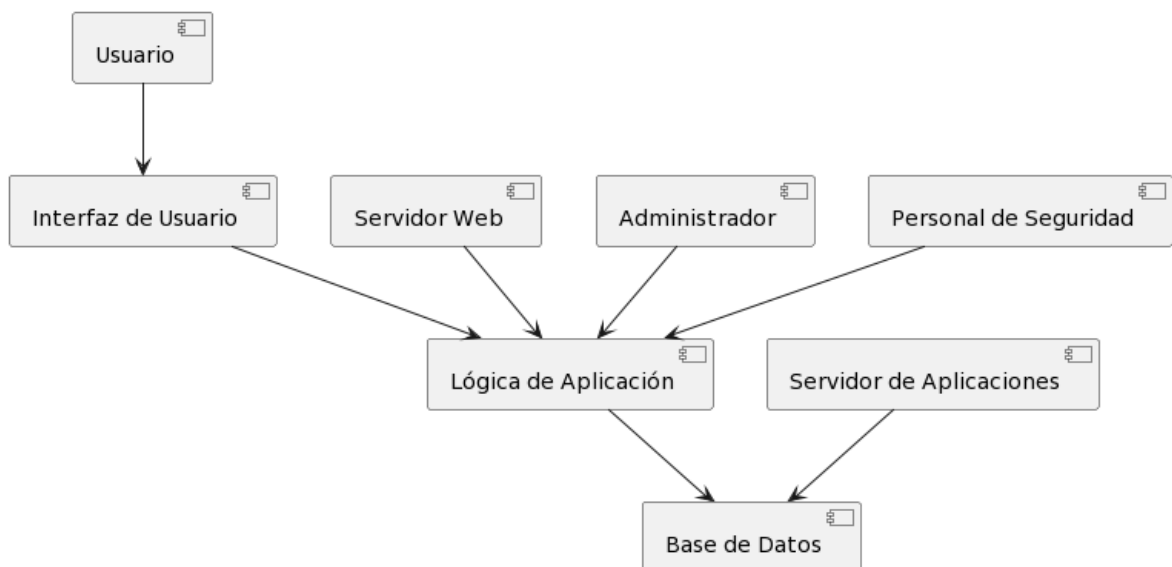 Usuario
Interfaz de Usuario
Servidor Web
Administrador
Personal de Seguridad
Lógica de Aplicación
Servidor de Aplicaciones
Base de Datos